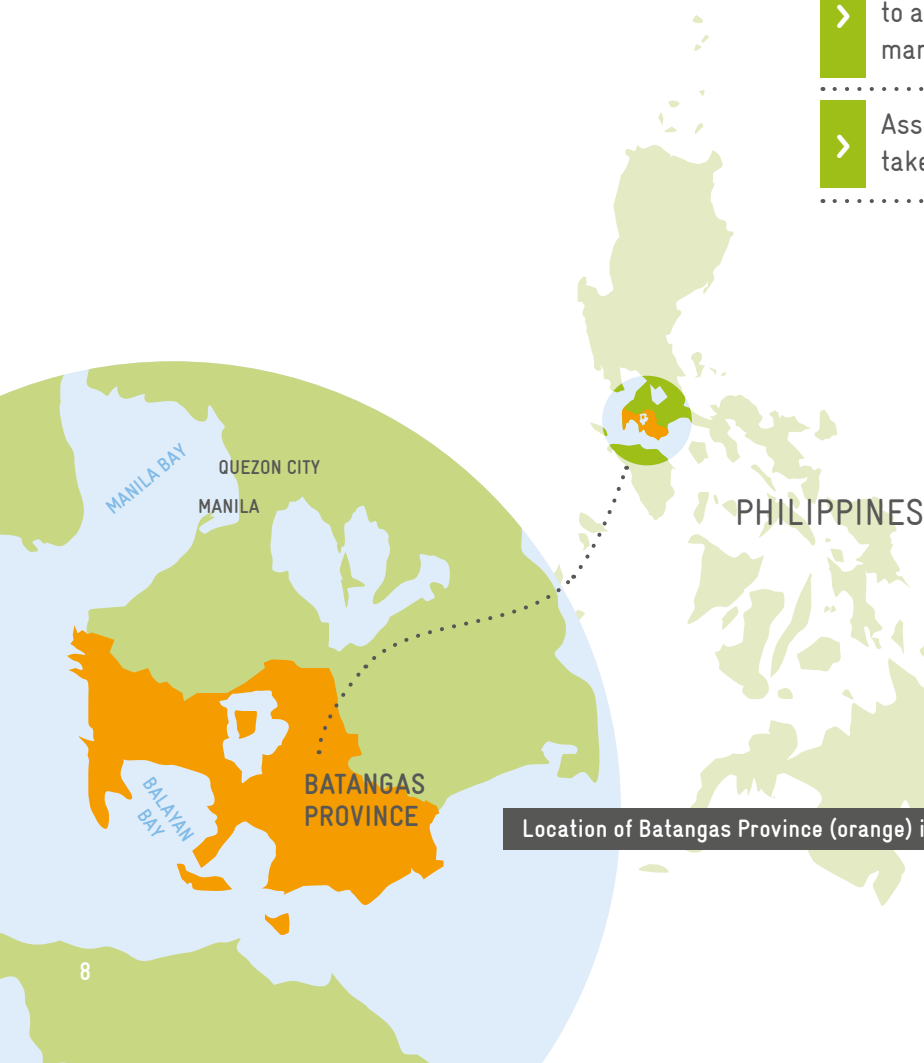 to a
mar
Ass
take
MANILA BAY
QUEZON CITY
MANILA
PHILIPPINES
BATANGAS
PROVINCE
BALAYAN
BAY
Location of Batangas Province (orange) i
8